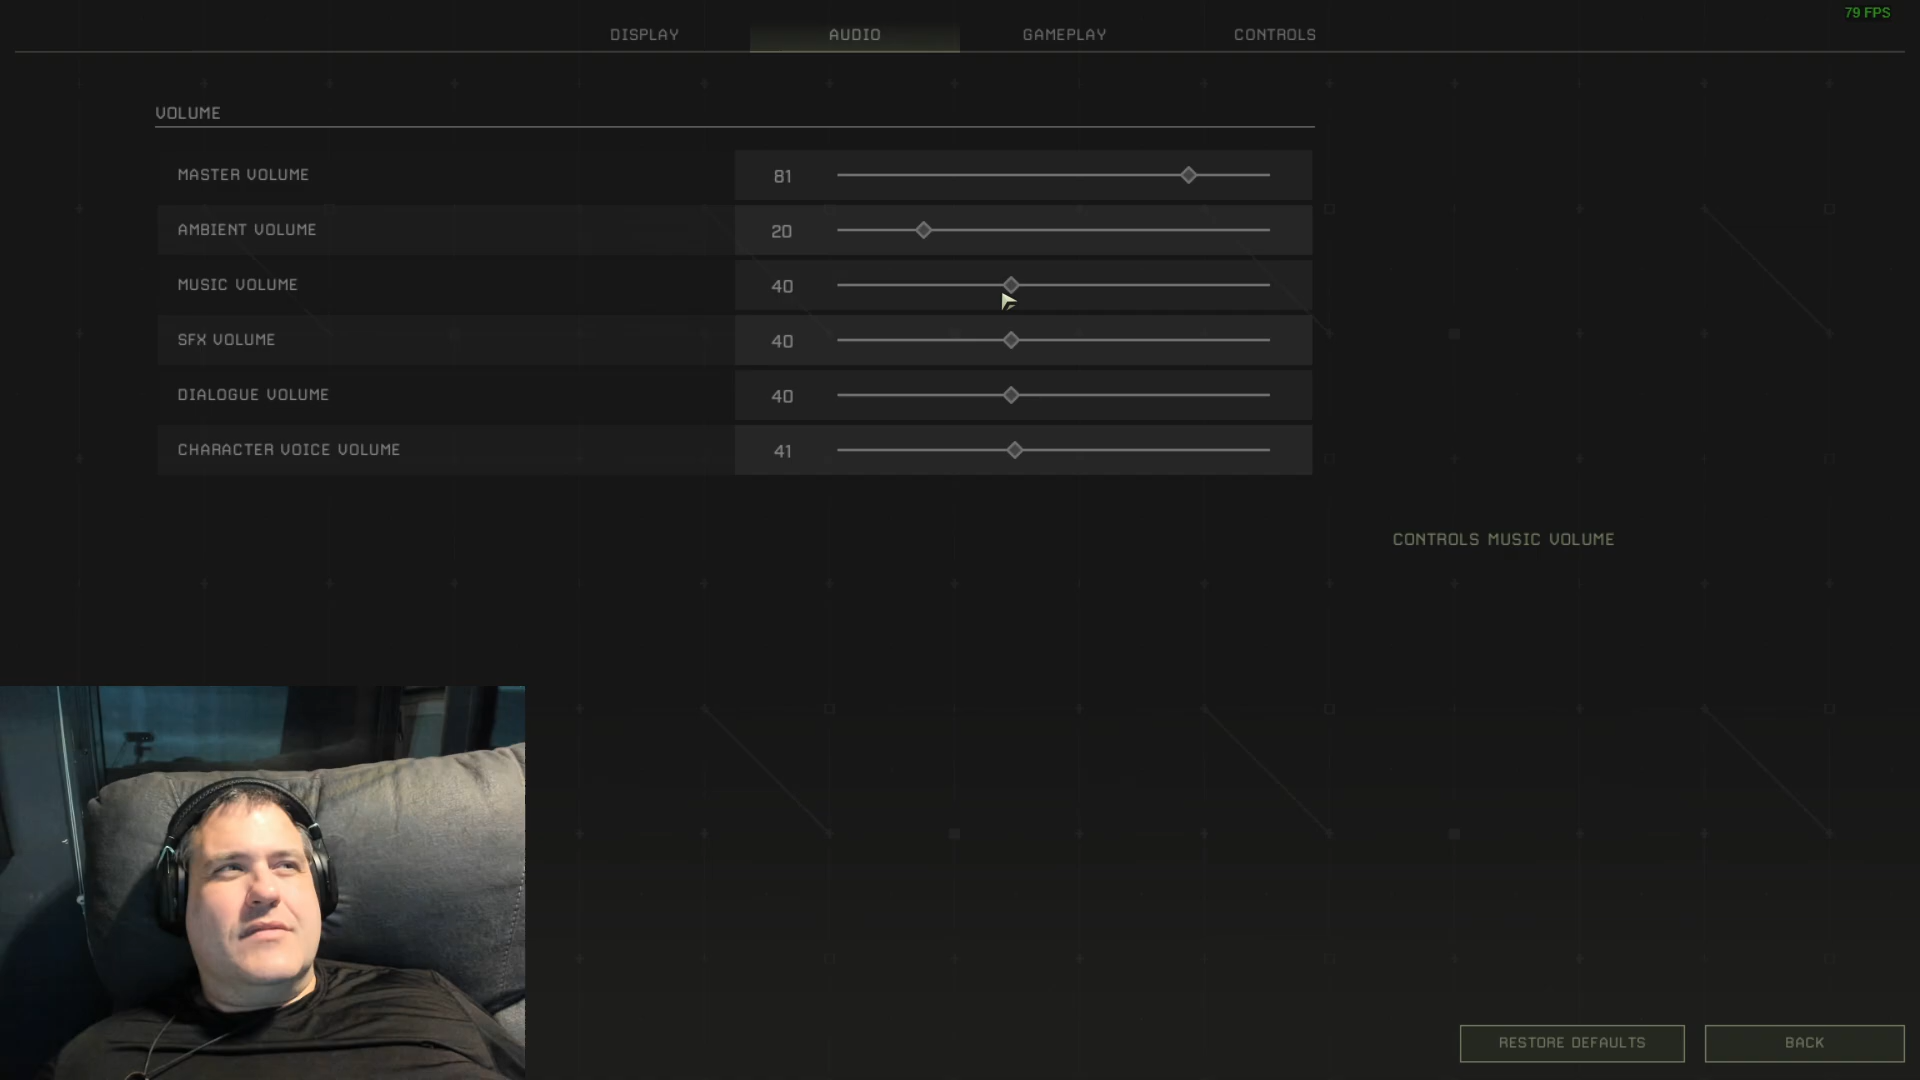 79 FPS
DISPLAY AUDIO GAMEPLAY CONTROLS
VOLUME
MASTER VOLUME 81
AMBIENT VOLUME 20
MUSIC VOLUME 40
SFX VOLUME 40
DIALOGUE VOLUME 40
CHARACTER VOICE VOLUME 41
CONTROLS MUSIC VOLUME
RESTORE DEFAULTS BACK